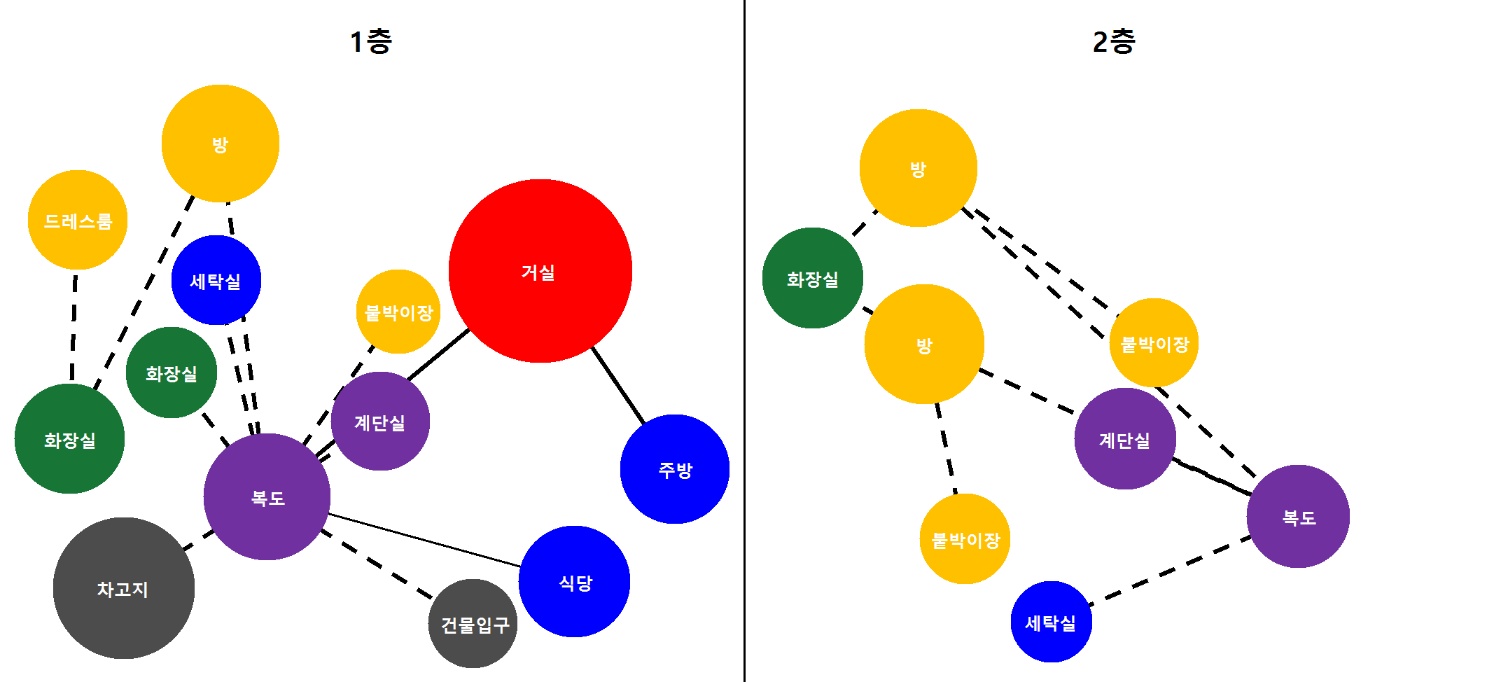 1층
방
드레스룸
세탁실
거실
붙박이장
화장실
계단실
화장실
주방
복도
차고지
식당
건물입구
2층
방
화장실
방
붙박이장
계단실
복도
붙박이장
세탁실